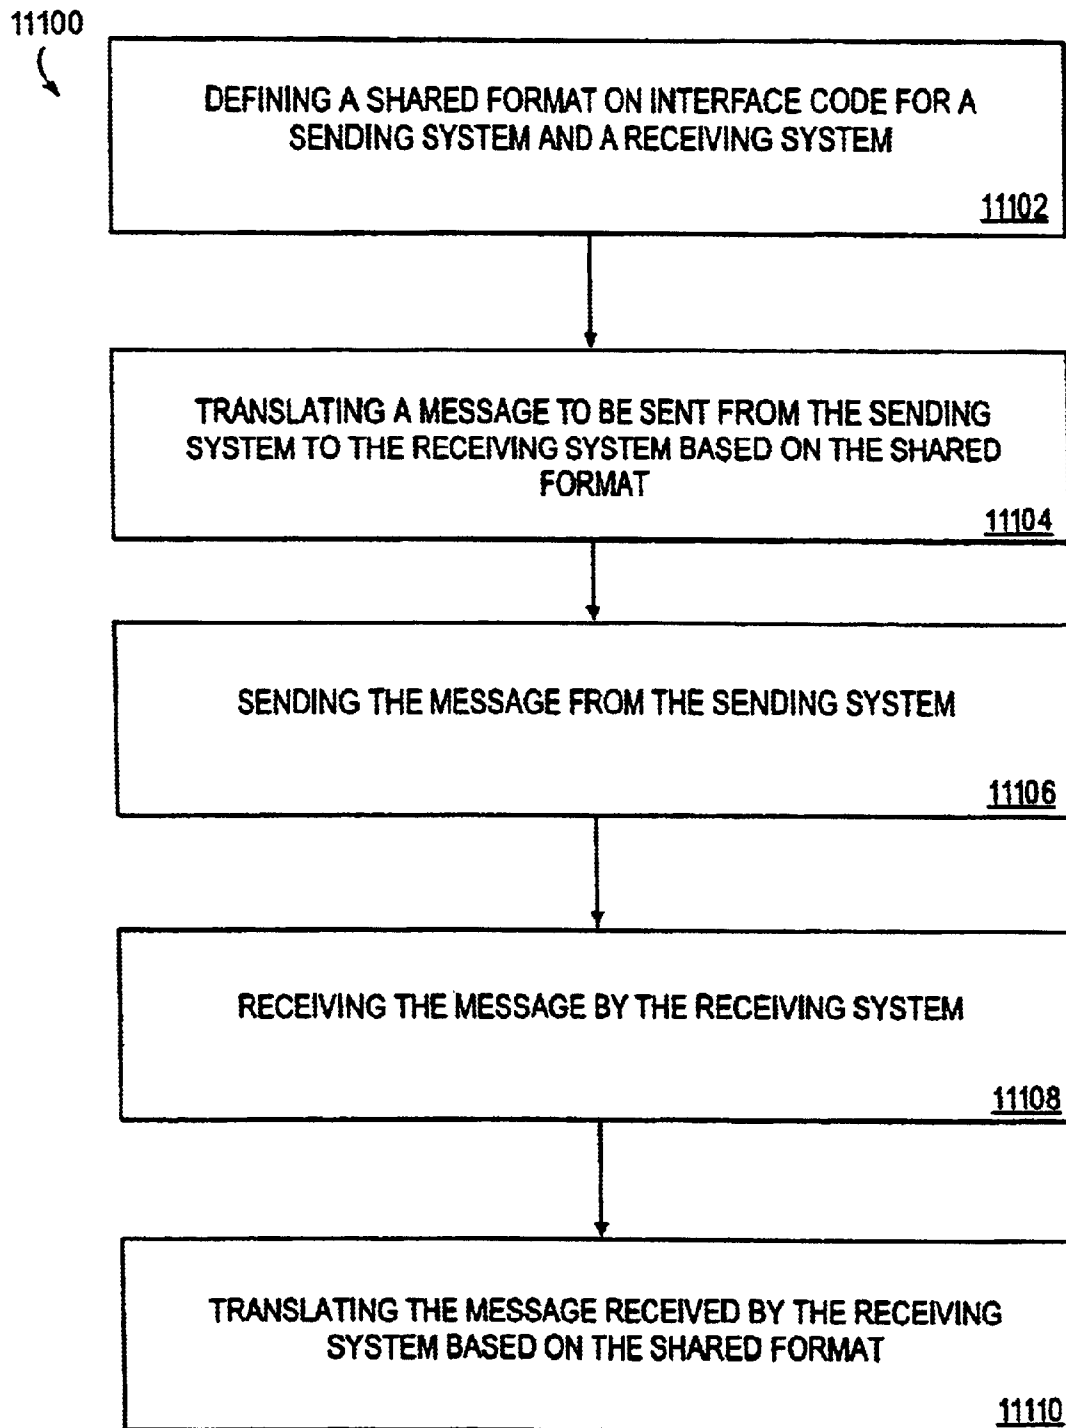 11100
DEFINING A SHARED FORMAT ON INTERFACE CODE FOR A
SENDING SYSTEM AND A RECEIVING SYSTEM
11102
TRANSLATING A MESSAGE TO BE SENT FROM THE SENDING
SYSTEM TO THE RECEIVING SYSTEM BASED ON THE SHARED
FORMAT
11104
SENDING THE MESSAGE FROM THE SENDING SYSTEM
11106
RECEIVING THE MESSAGE BY THE RECEIVING SYSTEM
11108
TRANSLATING THE MESSAGE RECEIVED BY THE RECEIVING
SYSTEM BASED ON THE SHARED FORMAT
11110